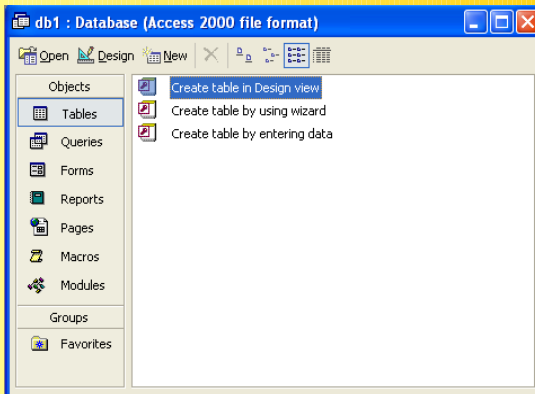 db1 : Database (Access 2000 file format)
Open Design New
Objects
Tables
Queries
Forms
Reports
Pages
Macros
Modules
Groups
Favorites
Create table in Design view
Create table by using wizard
Create table by entering data